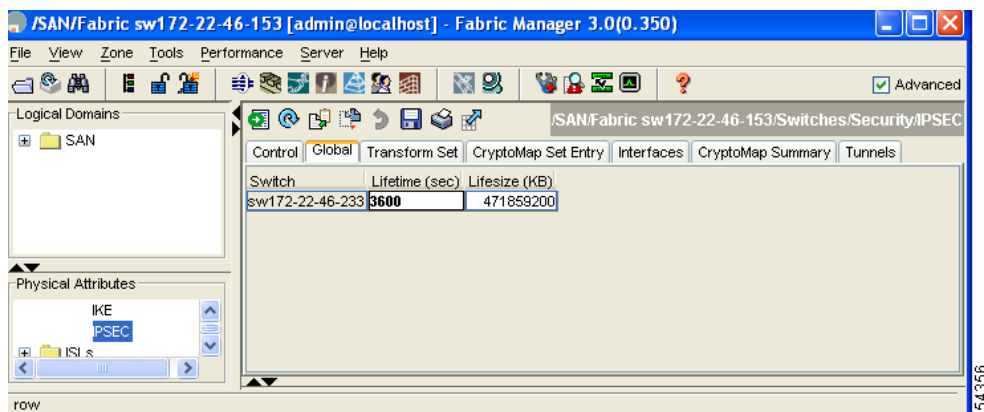 /SAN/Fabric sw172-22-46-153 [admin@localhost] - Fabric Manager 3.0(0.350)
File View Zone Tools Performance Server Help
Advanced
Logical Domains
SAN
/SAN/Fabric sw172-22-46-153/Switches/Security/IPSEC
Control Global Transform Set CryptoMap Set Entry Interfaces CryptoMap Summary Tunnels
Switch Lifetime (sec) Lifesize (KB)
sw172-22-46-233 3600 471859200
Physical Attributes
IKE
IPSEC
ISLs
row
54356